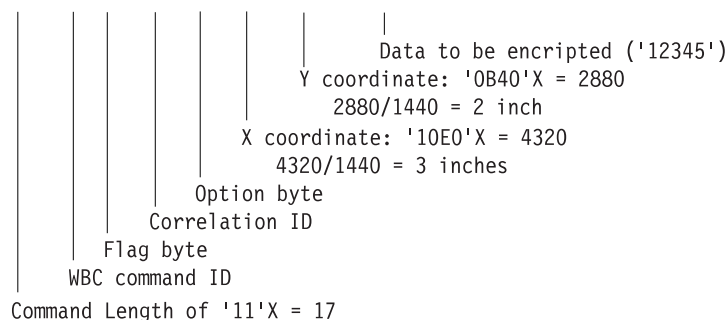 Data to be encripted ('12345')
Y coordinate: '0B40'X = 2880
2880/1440 = 2 inch
X coordinate: '10E0'X = 4320
4320/1440 = 3 inches
Option byte
Correlation ID
Flag byte
WBC command ID
Command Length of '11'X = 17